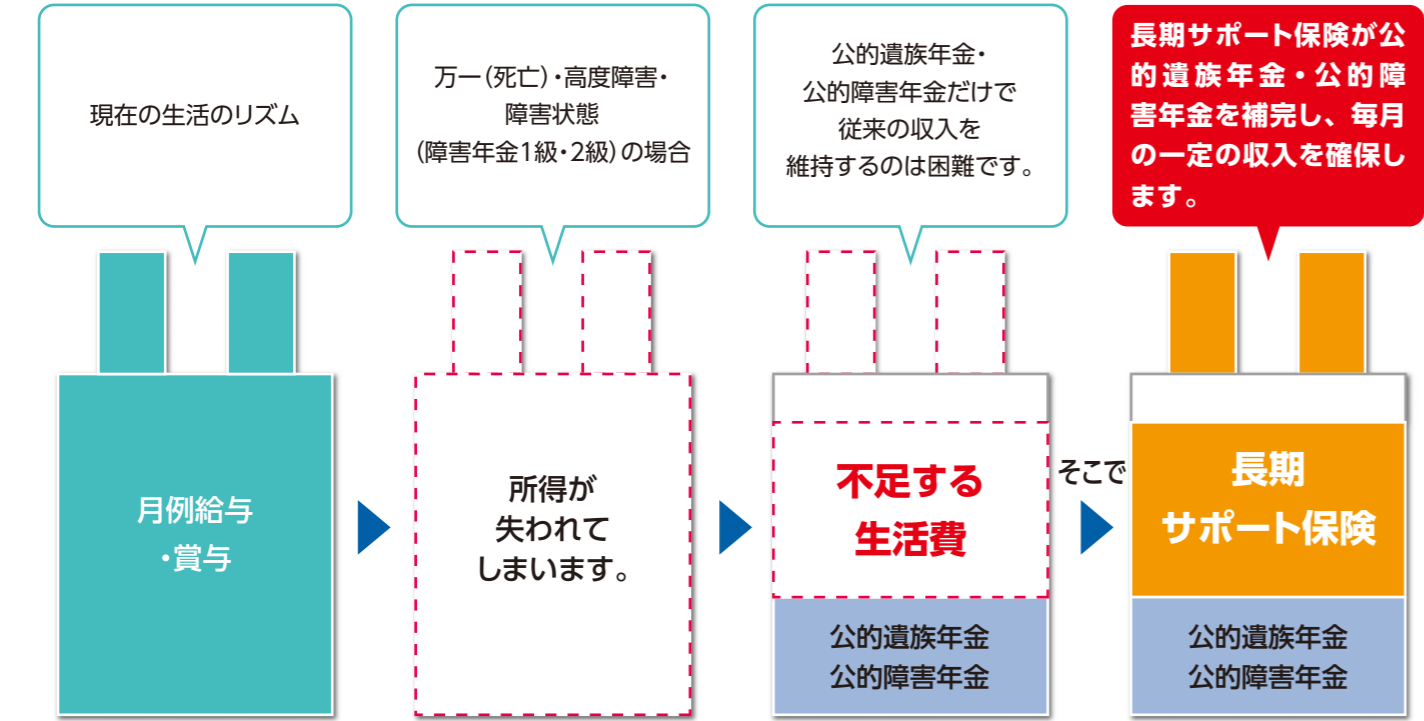 現在の生活のリズム
万一(死亡)・高度障害・
障害状態
(障害年金1級・2級)の場合
公的遺族年金・
公的障害年金だけで
従来の収入を
維持するのは困難です。
長期サポート保険が公
的遺族年金・公的障
害年金を補完し、毎月
の一定の収入を確保し
ます。
月例給与
・賞与
所得が
失われて
しまいます。
不足する
生活費
公的遺族年金
公的障害年金
そこで
長期
サポート保険
公的遺族年金
公的障害年金